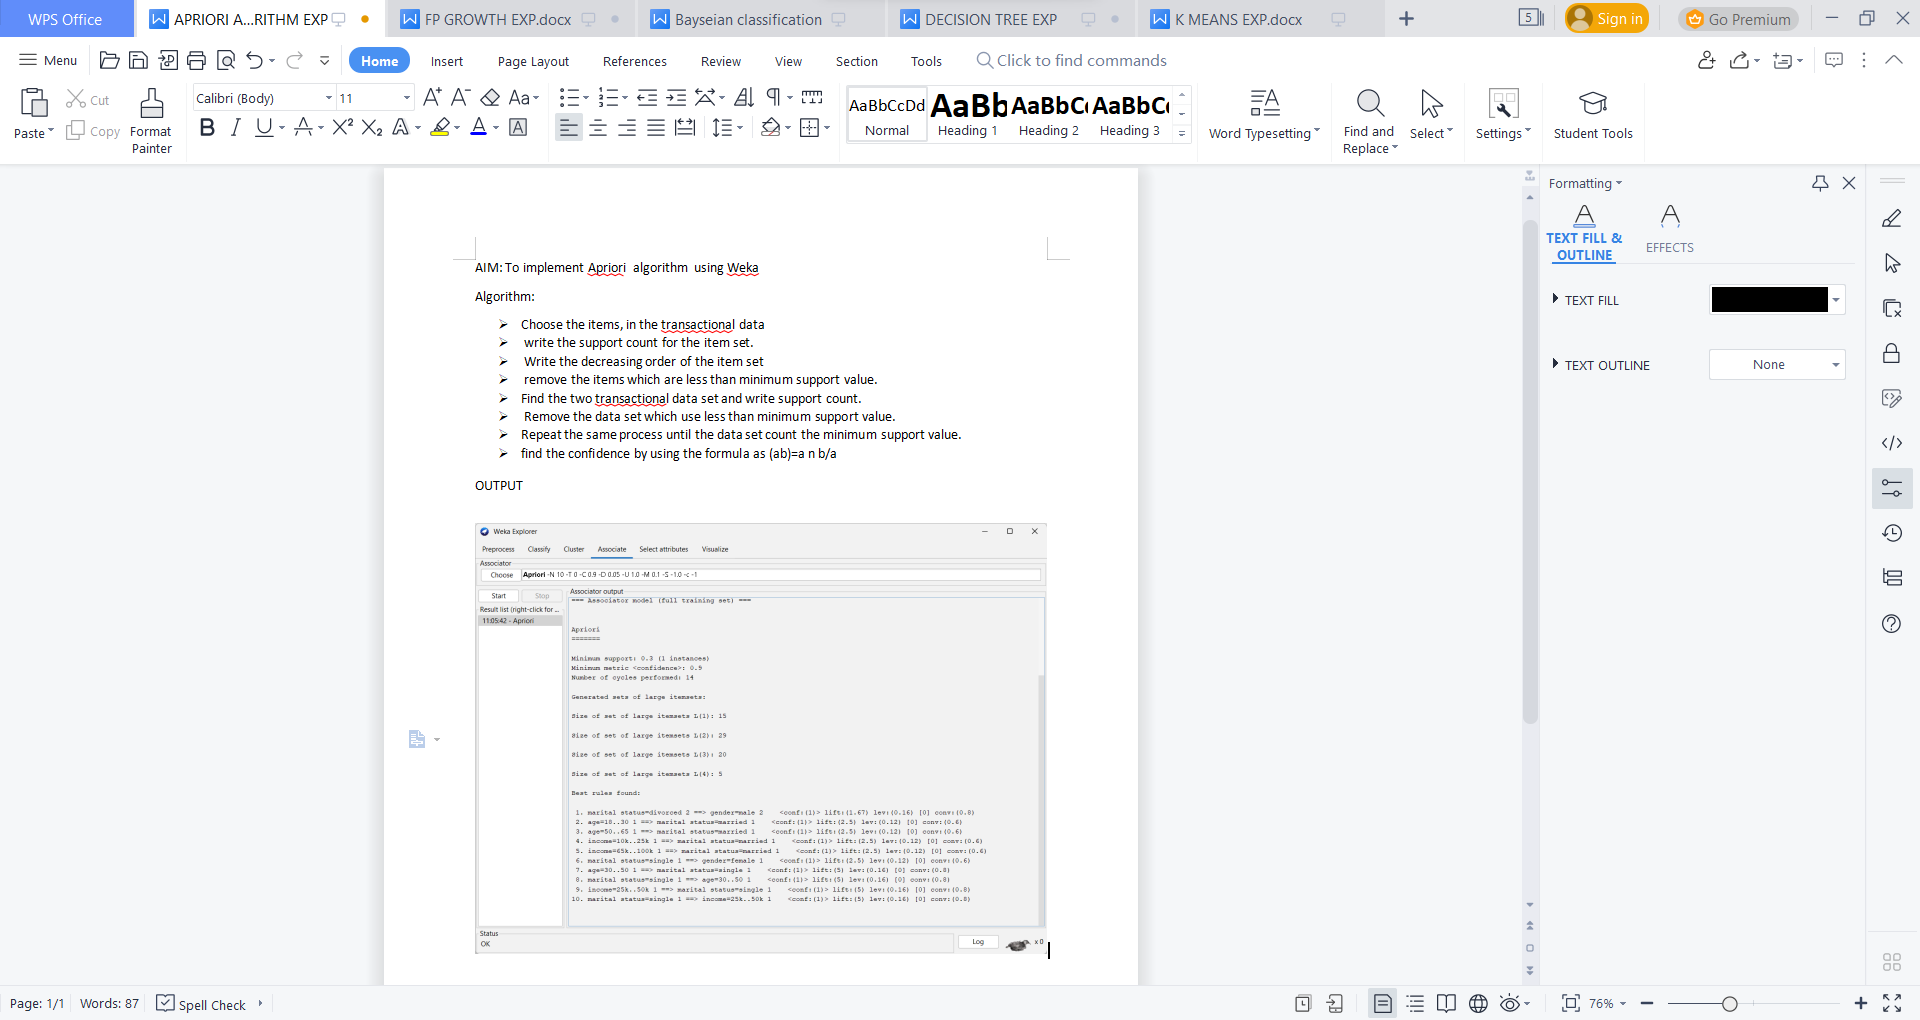 WPS Office
APRIORI A...RITHM EXP
FP GROWTH EXP.docx
Bayseian classification
DECISION TREE EXP
K MEANS EXP.docx
5
Sign in
Go Premium
Menu
Home
Insert
Page Layout
References
Review
View
Section
Tools
Click to find commands
Paste
Cut
Copy
Format
Painter
Calibri (Body)
11
AaBbCcDd
Normal
AaBb
Heading 1
AaBbC
Heading 2
AaBbC
Heading 3
Word Typesetting
Find and
Replace
Select
Settings
Student Tools
AIM: To implement Apriori algorithm using Weka
Algorithm:
Choose the items, in the transactional data
write the support count for the item set.
Write the decreasing order of the item set
remove the items which are less than minimum support value.
Find the two transactional data set and write support count.
Remove the data set which use less than minimum support value.
Repeat the same process until the data set count the minimum support value.
find the confidence by using the formula as (ab)=a n b/a
OUTPUT
Weka Explorer
Preprocess Classify Cluster Associate Select attributes Visualize
Associator
Choose Apriori -N 10 -T 0 -C 0.9 -D 0.05 -U 1.0 -M 0.1 -S -1.0 -c -1
Start Stop
Result list (right-click for ...
11:05:42 - Apriori
Associator output
=== Associator model (full training set) ===
Apriori
=======
Minimum support: 0.3 (1 instances)
Minimum metric <confidence>: 0.9
Number of cycles performed: 14
Generated sets of large itemsets:
Size of set of large itemsets L(1): 15
Size of set of large itemsets L(2): 29
Size of set of large itemsets L(3): 20
Size of set of large itemsets L(4): 5
Best rules found:
1. marital status=divorced 2 ==> gender=male 2 <conf:(1)> lift:(1.67) lev:(0.16) [0] conv:(0.8)
2. age=18..30 1 ==> marital status=married 1 <conf:(1)> lift:(2.5) lev:(0.12) [0] conv:(0.6)
3. age=50..65 1 ==> marital status=married 1 <conf:(1)> lift:(2.5) lev:(0.12) [0] conv:(0.6)
4. income=10k..25k 1 ==> marital status=married 1 <conf:(1)> lift:(2.5) lev:(0.12) [0] conv:(0.6)
5. income=65k..100k 1 ==> marital status=married 1 <conf:(1)> lift:(2.5) lev:(0.12) [0] conv:(0.6)
6. marital status=single 1 ==> gender=female 1 <conf:(1)> lift:(2.5) lev:(0.12) [0] conv:(0.6)
7. age=30..50 1 ==> marital status=single 1 <conf:(1)> lift:(5) lev:(0.16) [0] conv:(0.8)
8. marital status=single 1 ==> age=30..50 1 <conf:(1)> lift:(5) lev:(0.16) [0] conv:(0.8)
9. income=25k..50k 1 ==> marital status=single 1 <conf:(1)> lift:(5) lev:(0.16) [0] conv:(0.8)
10. marital status=single 1 ==> income=25k..50k 1 <conf:(1)> lift:(5) lev:(0.16) [0] conv:(0.8)
Status
OK
Log
x 0
Formatting
TEXT FILL &
OUTLINE
EFFECTS
TEXT FILL
TEXT OUTLINE
None
Page: 1/1 Words: 87 Spell Check
76%